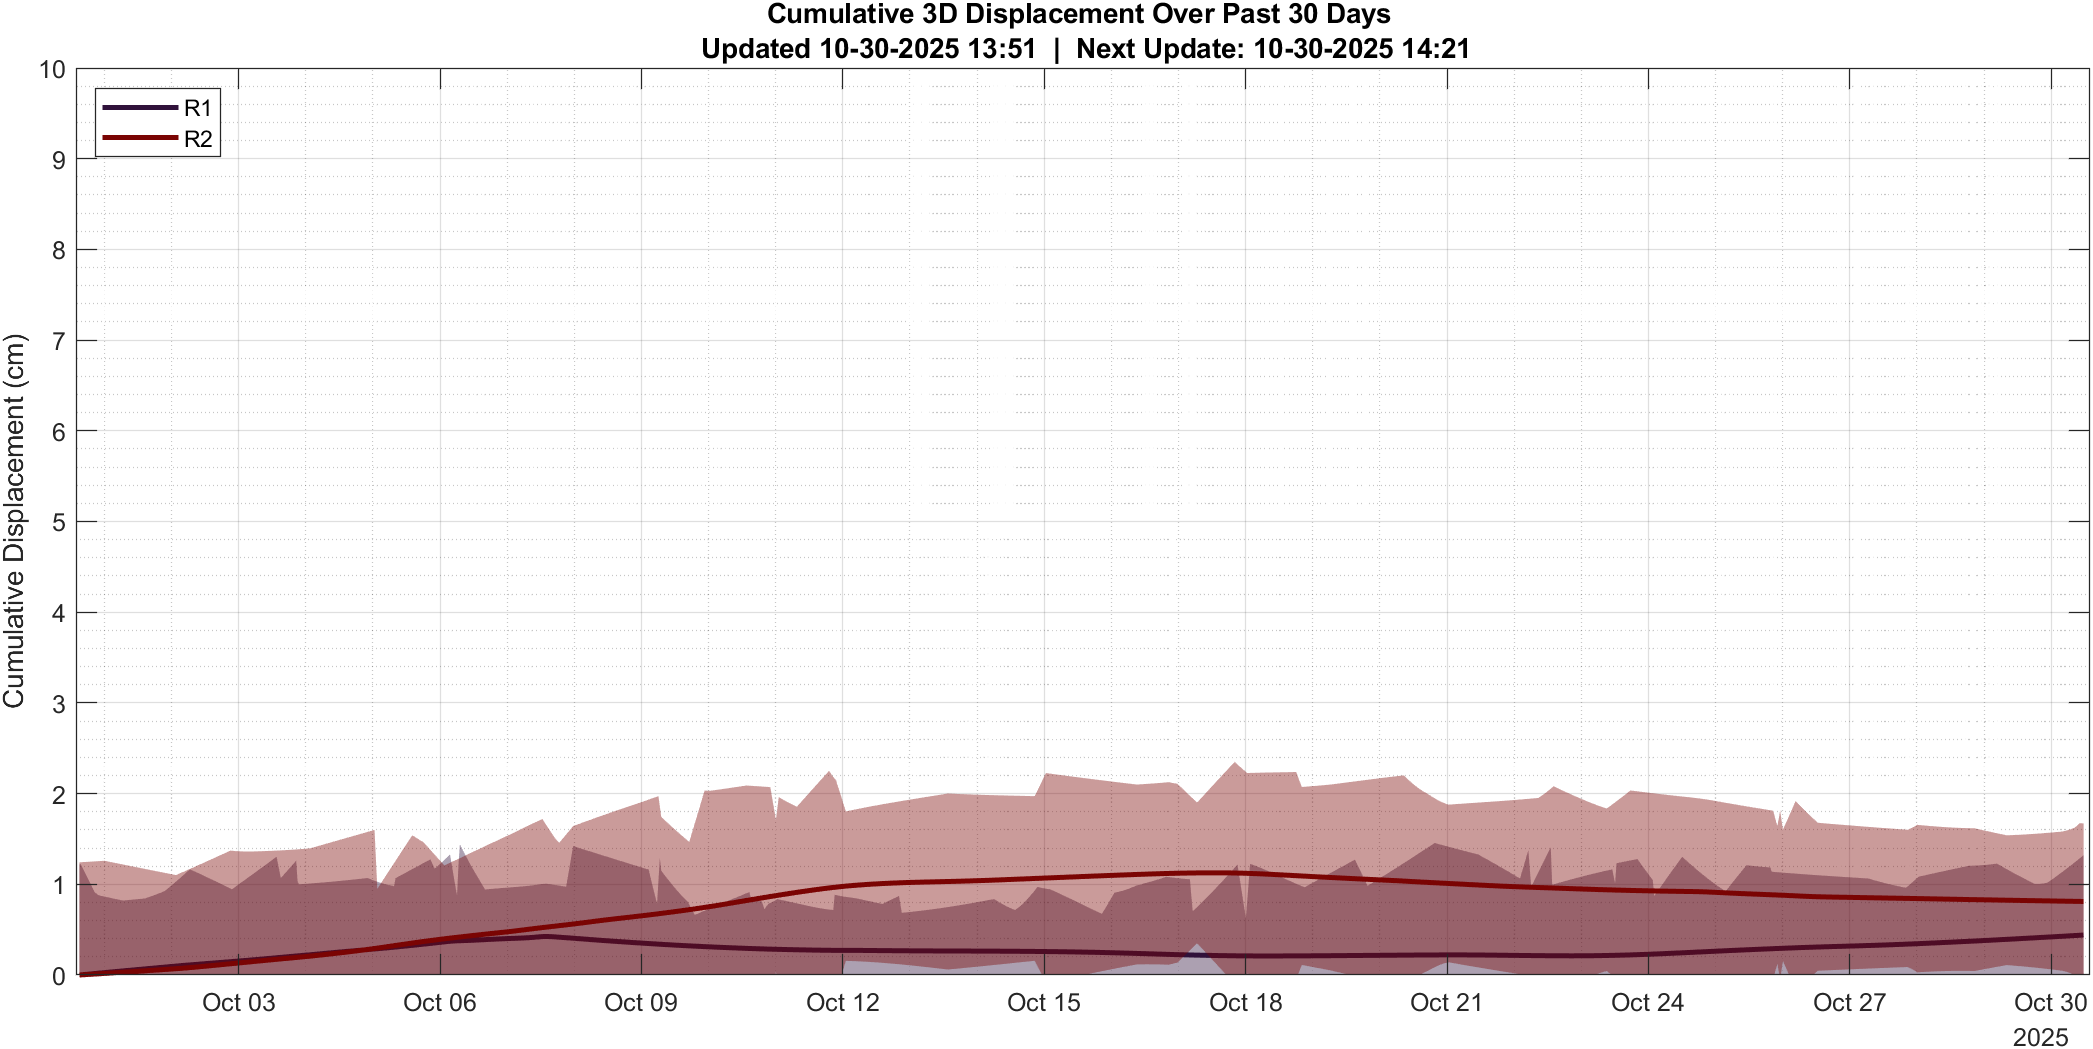 Cumulative 3D Displacement Over Past 30 Days
Updated 10-30-2025 13:51 | Next Update: 10-30-2025 14:21
R1
R2
Cumulative Displacement (cm)
10
9
8
7
6
5
4
3
2
1
0
Oct 03 Oct 06 Oct 09 Oct 12 Oct 15 Oct 18 Oct 21 Oct 24 Oct 27 Oct 30
2025